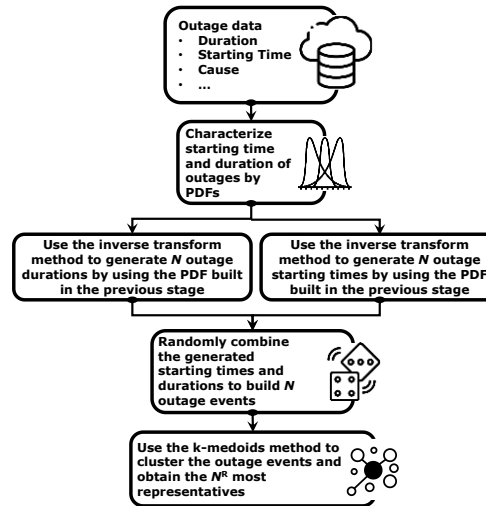 Outage data
• Duration
• Starting Time
• Cause
• ...
Characterize
starting time
and duration of
outages by
PDFs
Use the inverse transform
method to generate N outage
durations by using the PDF built
in the previous stage
Use the inverse transform
method to generate N outage
starting times by using the PDF
built in the previous stage
Randomly combine
the generated
starting times and
durations to build N
outage events
Use the k-medoids method to
cluster the outage events and
obtain the Nᴿ most
representatives